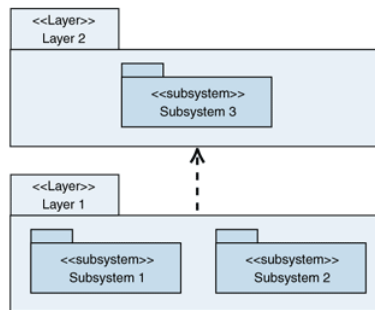 <<Layer>>
Layer 2
<<subsystem>>
Subsystem 3
<<Layer>>
Layer 1
<<subsystem>>
Subsystem 1
<<subsystem>>
Subsystem 2